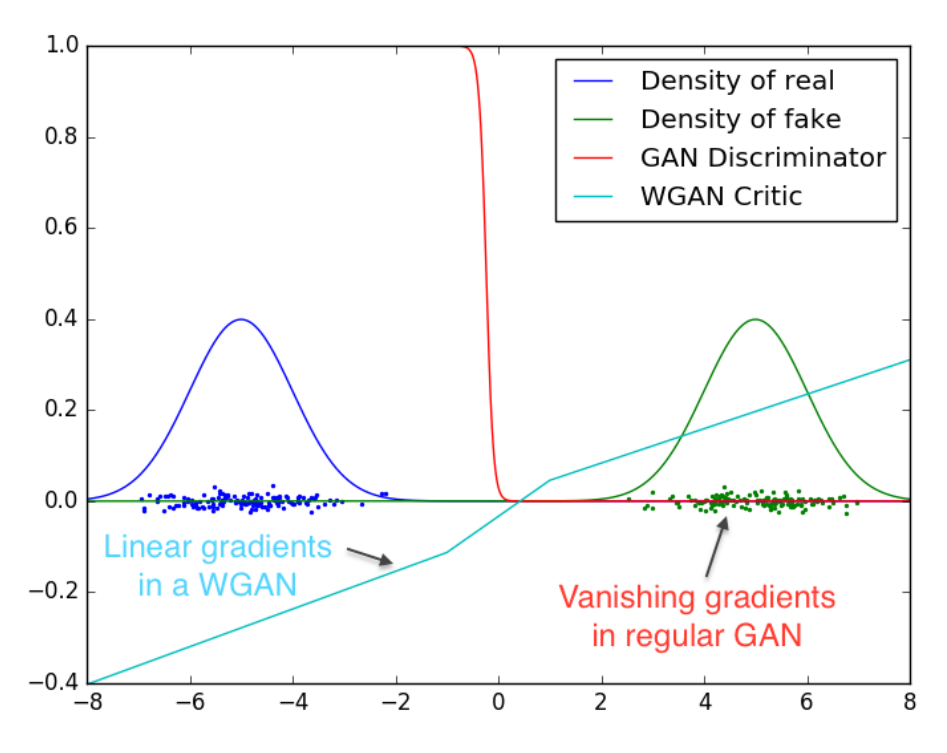 1.0
0.8
0.6
0.4
0.2
0.0
−0.2
−0.4
−8
−6
−4
−2
0
2
4
6
8
Density of real
Density of fake
GAN Discriminator
WGAN Critic
Linear gradients
in a WGAN
Vanishing gradients
in regular GAN